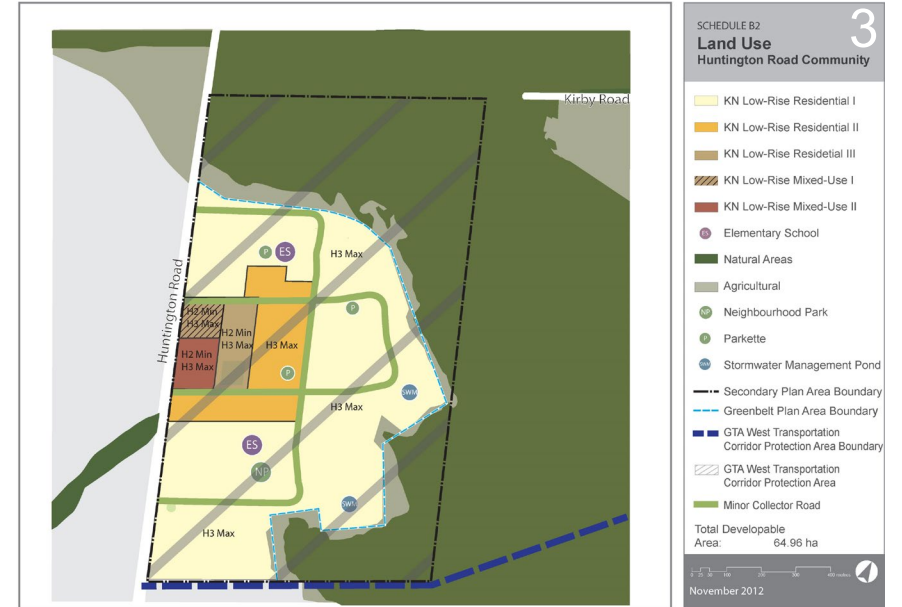 Kirby Road
Huntington Road
P
ES
H3 Max
P
H2 Min
H3 Max
H2 Min
H3 Max
H3 Max
H2 Min
H3 Max
P
SWM
H3 Max
ES
NP
SWM
H3 Max
SCHEDULE B2
3
Land Use
Huntington Road Community
KN Low-Rise Residential I
KN Low-Rise Residential II
KN Low-Rise Residetial III
KN Low-Rise Mixed-Use I
KN Low-Rise Mixed-Use II
ES Elementary School
Natural Areas
Agricultural
NP Neighbourhood Park
P Parkette
SWM Stormwater Management Pond
Secondary Plan Area Boundary
Greenbelt Plan Area Boundary
GTA West Transportation
Corridor Protection Area Boundary
GTA West Transportation
Corridor Protection Area
Minor Collector Road
Total Developable
Area: 64.96 ha
November 2012